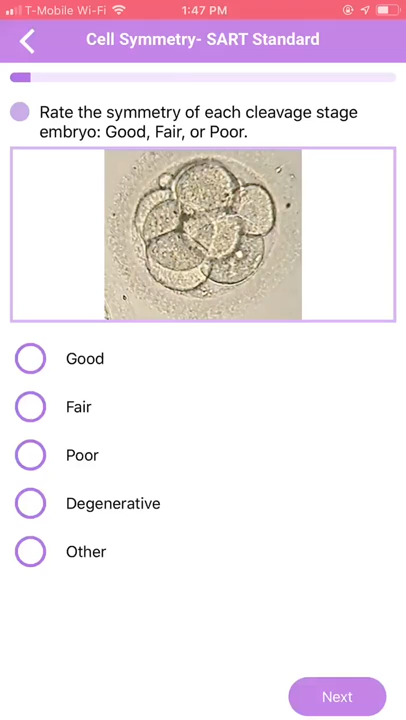 T-Mobile Wi-Fi 1:47 PM
Cell Symmetry- SART Standard
Rate the symmetry of each cleavage stage
embryo: Good, Fair, or Poor.
Good
Fair
Poor
Degenerative
Other
Next